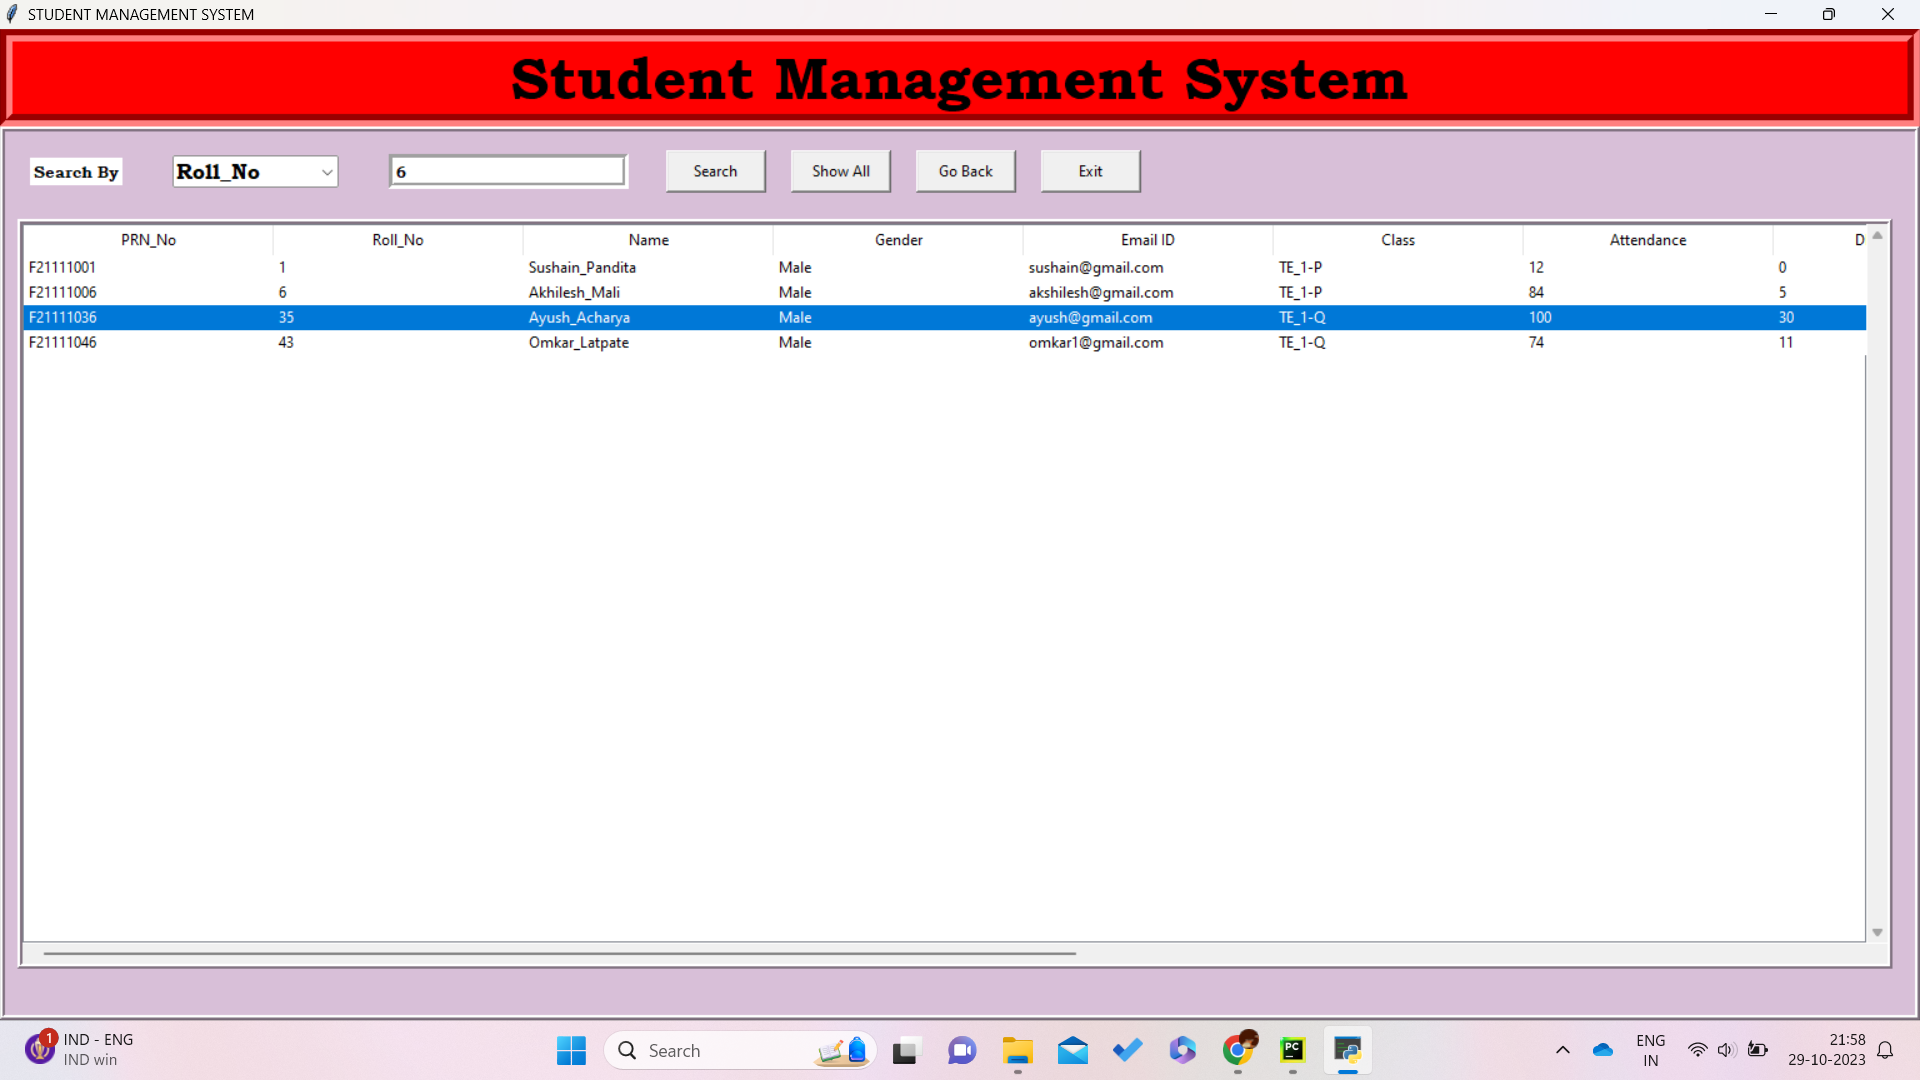 STUDENT MANAGEMENT SYSTEM
Student Management System
Search By Roll_No 6 Search Show All Go Back Exit
PRN_No Roll_No Name Gender Email ID Class Attendance D
F21111001 1 Sushain_Pandita Male sushain@gmail.com TE_1-P 12 0
F21111006 6 Akhilesh_Mali Male akshilesh@gmail.com TE_1-P 84 5
F21111036 35 Ayush_Acharya Male ayush@gmail.com TE_1-Q 100 30
F21111046 43 Omkar_Latpate Male omkar1@gmail.com TE_1-Q 74 11
1 IND - ENG
IND win
Search
PC
ENG
IN
21:58
29-10-2023